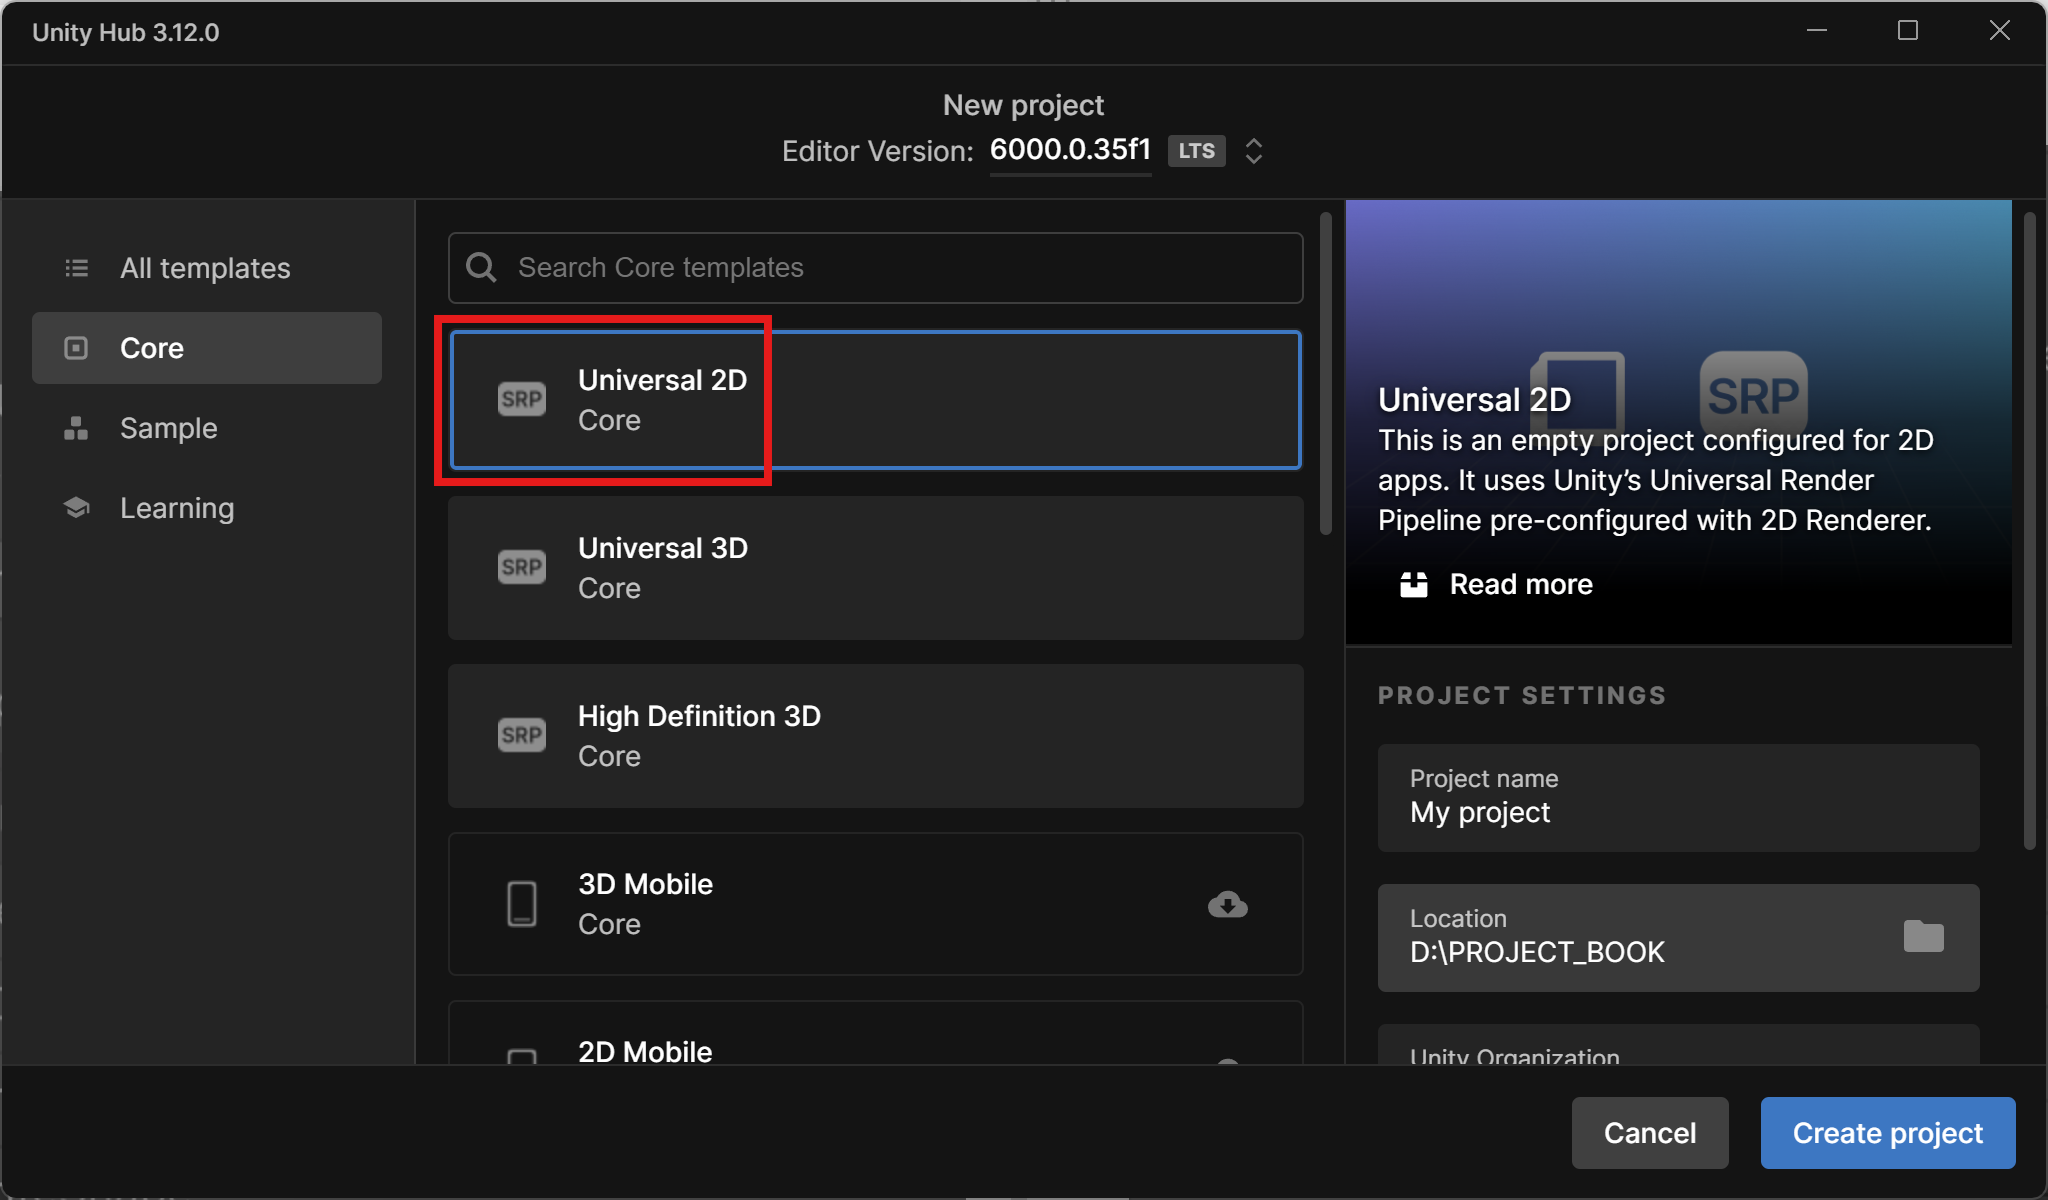 Unity Hub 3.12.0
New project
Editor Version: 6000.0.35f1 LTS
All templates
Core
Sample
Learning
Search Core templates
SRP
Universal 2D
Core
SRP
Universal 3D
Core
SRP
High Definition 3D
Core
3D Mobile
Core
2D Mobile
SRP
Universal 2D
This is an empty project configured for 2D
apps. It uses Unity’s Universal Render
Pipeline pre-configured with 2D Renderer.
Read more
PROJECT SETTINGS
Project name
My project
Location
D:\PROJECT_BOOK
Unity Organization
Cancel
Create project